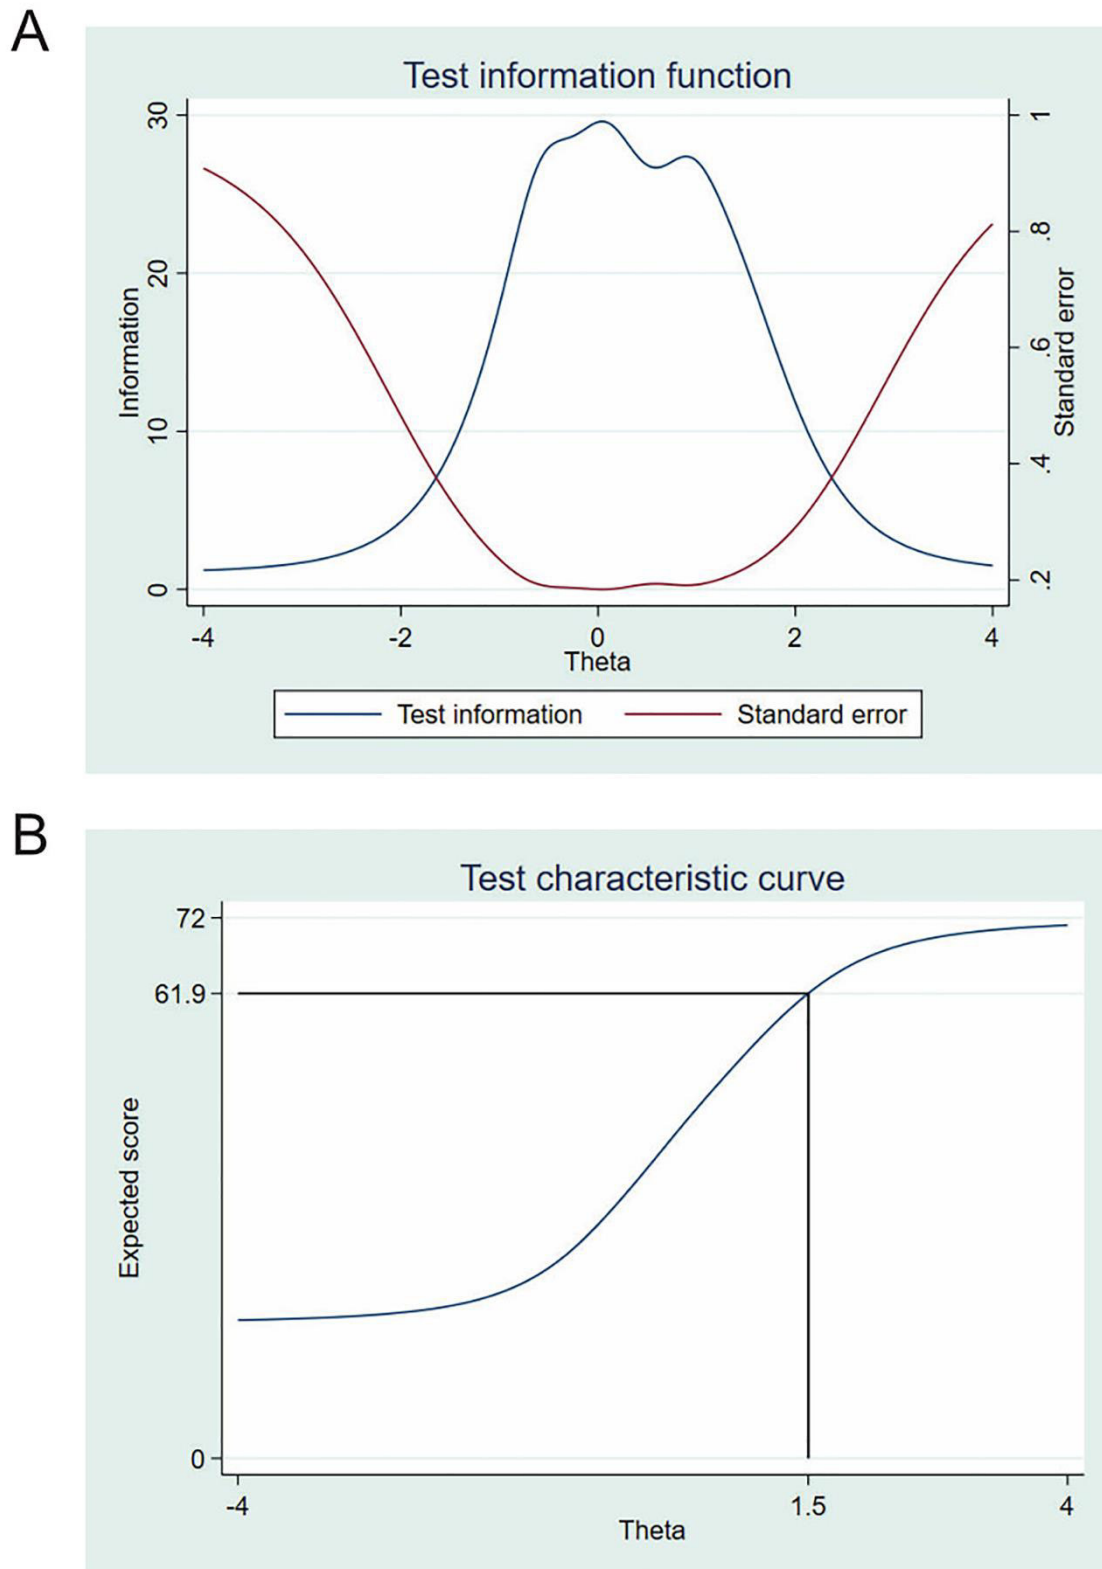 A
Test information function
30
20
10
0
Information
1
.8
.6
.4
.2
Standard error
-4
-2
0
2
4
Theta
Test information
Standard error
B
Test characteristic curve
72
61.9
0
Expected score
-4
1.5
4
Theta